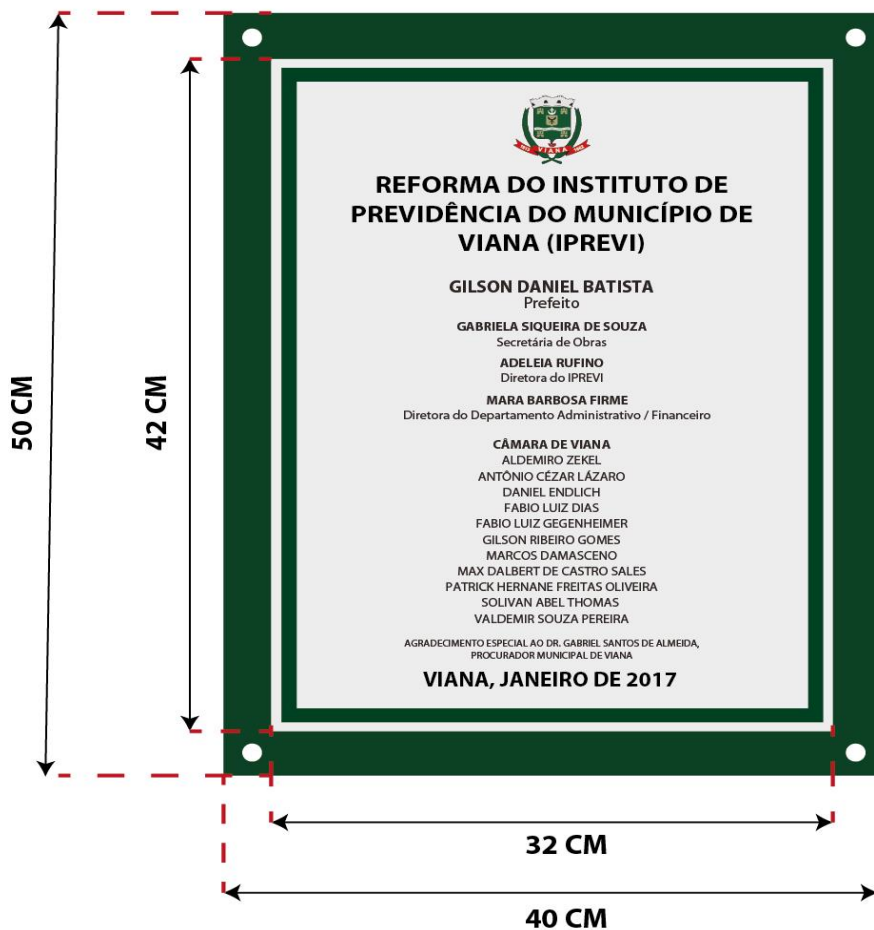 VIANA
REFORMA DO INSTITUTO DE
PREVIDÊNCIA DO MUNICÍPIO DE
VIANA (IPREVI)
GILSON DANIEL BATISTA
Prefeito
GABRIELA SIQUEIRA DE SOUZA
Secretária de Obras
ADELEIA RUFINO
Diretora do IPREVI
MARA BARBOSA FIRME
Diretora do Departamento Administrativo / Financeiro
CÂMARA DE VIANA
ALDEMIRO ZEKEL
ANTÔNIO CÉZAR LÁZARO
DANIEL ENDLICH
FABIO LUIZ DIAS
FABIO LUIZ GEGENHEIMER
GILSON RIBEIRO GOMES
MARCOS DAMASCENO
MAX DALBERT DE CASTRO SALES
PATRICK HERNANE FREITAS OLIVEIRA
SOLIVAN ABEL THOMAS
VALDEMIR SOUZA PEREIRA
AGRADECIMENTO ESPECIAL AO DR. GABRIEL SANTOS DE ALMEIDA,
PROCURADOR MUNICIPAL DE VIANA
VIANA, JANEIRO DE 2017
50 CM
42 CM
32 CM
40 CM